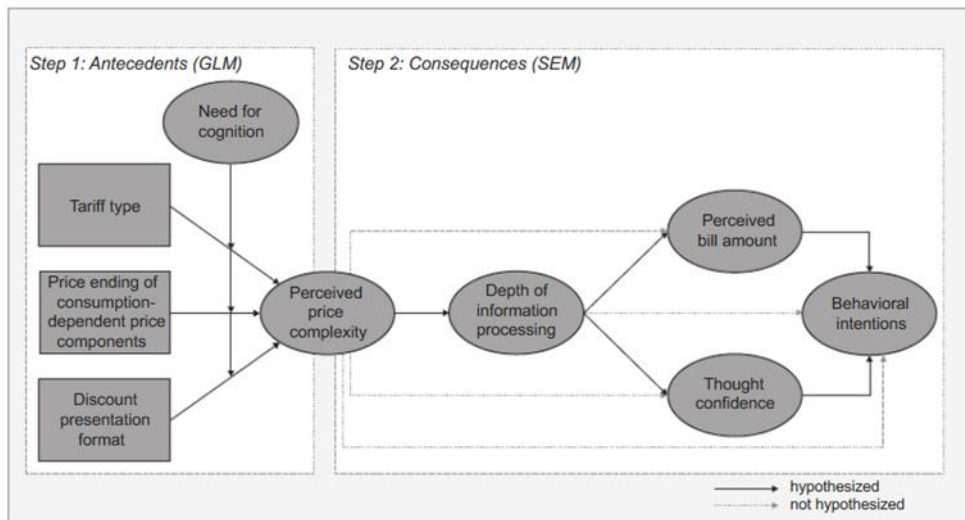 Step 1: Antecedents (GLM)
Step 2: Consequences (SEM)
Need for
cognition
Tariff type
Price ending of
consumption-
dependent price
components
Discount
presentation
format
Perceived
price
complexity
Depth of
information
processing
Perceived
bill amount
Thought
confidence
Behavioral
intentions
hypothesized
not hypothesized